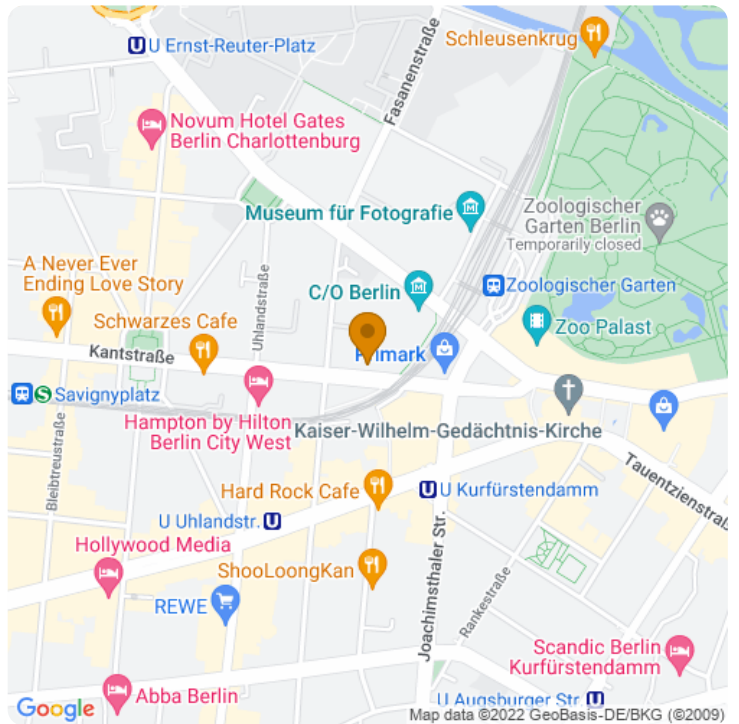 U Ernst-Reuter-Platz
Schleusenkrug
Fasanenstraße
Novum Hotel Gates
Berlin Charlottenburg
Museum für Fotografie
Zoologischer
Garten Berlin
Temporarily closed
A Never Ever
Ending Love Story
C/O Berlin
Zoologischer Garten
Uhlandstraße
Schwarzes Cafe
Zoo Palast
Kantstraße
Primark
S Savignyplatz
Hampton by Hilton
Berlin City West
Kaiser-Wilhelm-Gedächtnis-Kirche
Bleibtreustraße
Tauentzienstraß
Hard Rock Cafe
U U Kurfürstendamm
U Uhlandstr. U
Joachimsthaler Str.
Hollywood Media
ShooLoongKan
Rankestraße
REWE
Scandic Berlin
Kurfürstendamm
Abba Berlin
U Augsburger Str. U
Google
Map data ©2022 GeoBasis-DE/BKG (©2009)